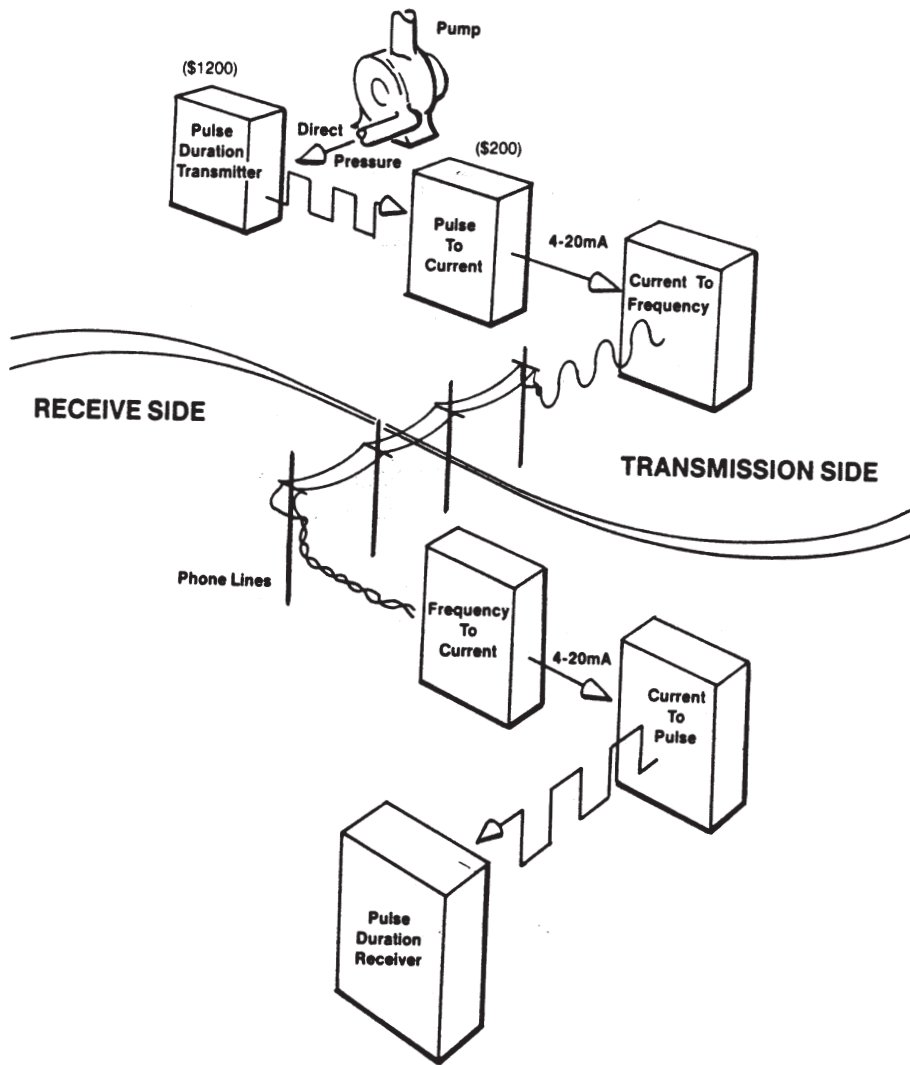 Pump
($1200)
Pulse
Duration
Transmitter
Direct
Pressure
($200)
Pulse
To
Current
4-20mA
Current To
Frequency
RECEIVE SIDE
TRANSMISSION SIDE
Phone Lines
Frequency
To
Current
4-20mA
Current
To
Pulse
Pulse
Duration
Receiver